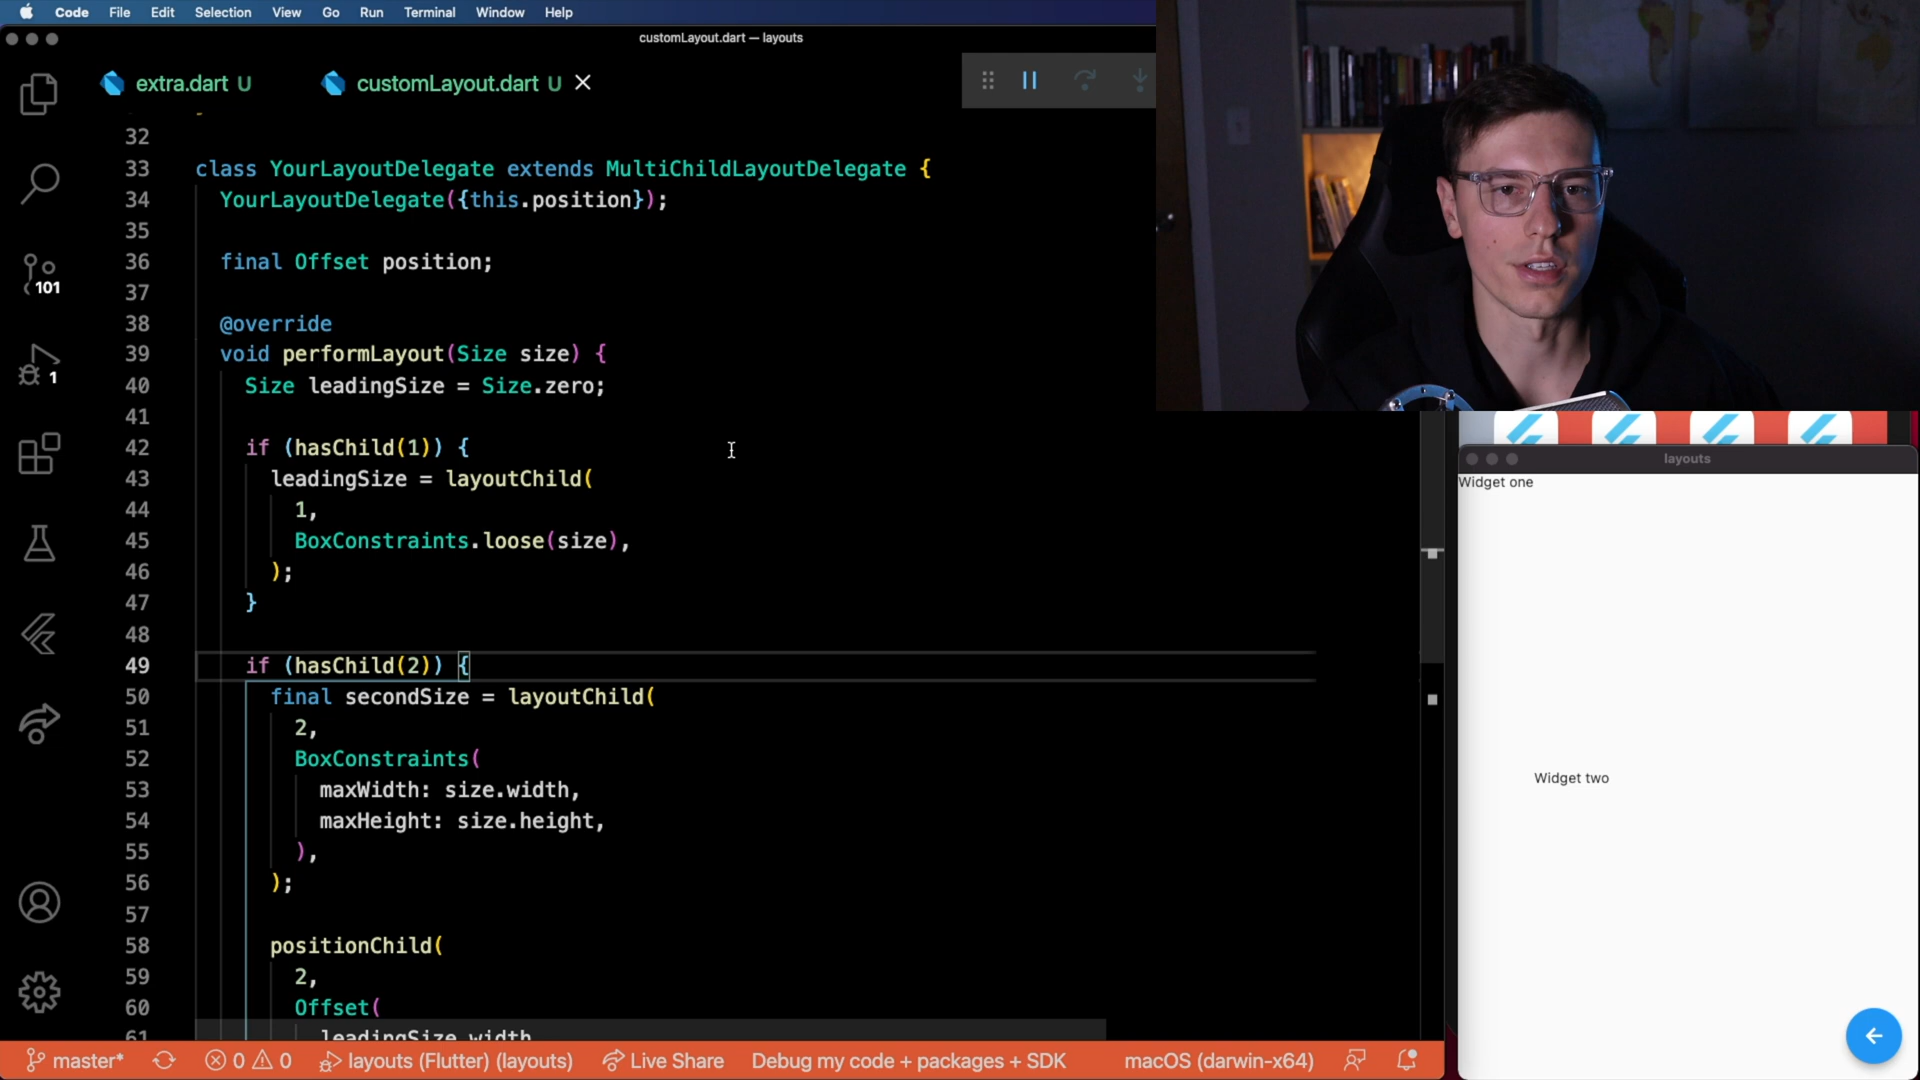 Code File Edit Selection View Go Run Terminal Window Help
customLayout.dart — layouts
extra.dart U
customLayout.dart U
32
33 class YourLayoutDelegate extends MultiChildLayoutDelegate {
34 YourLayoutDelegate({this.position});
35
36 final Offset position;
37
38 @override
39 void performLayout(Size size) {
40 Size leadingSize = Size.zero;
41
42 if (hasChild(1)) {
43 leadingSize = layoutChild(
44 1,
45 BoxConstraints.loose(size),
46 );
47 }
48
49 if (hasChild(2)) {
50 final secondSize = layoutChild(
51 2,
52 BoxConstraints(
53 maxWidth: size.width,
54 maxHeight: size.height,
55 ),
56 );
57
58 positionChild(
59 2,
60 Offset(
61 leadingSize.width
101
1
layouts
Widget one
Widget two
master* 0 0 layouts (Flutter) (layouts) Live Share Debug my code + packages + SDK macOS (darwin-x64)